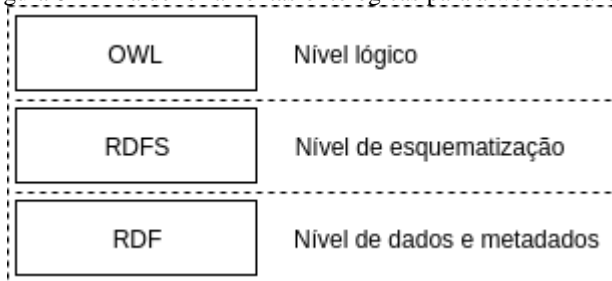 OWL Nível lógico
RDFS Nível de esquematização
RDF Nível de dados e metadados